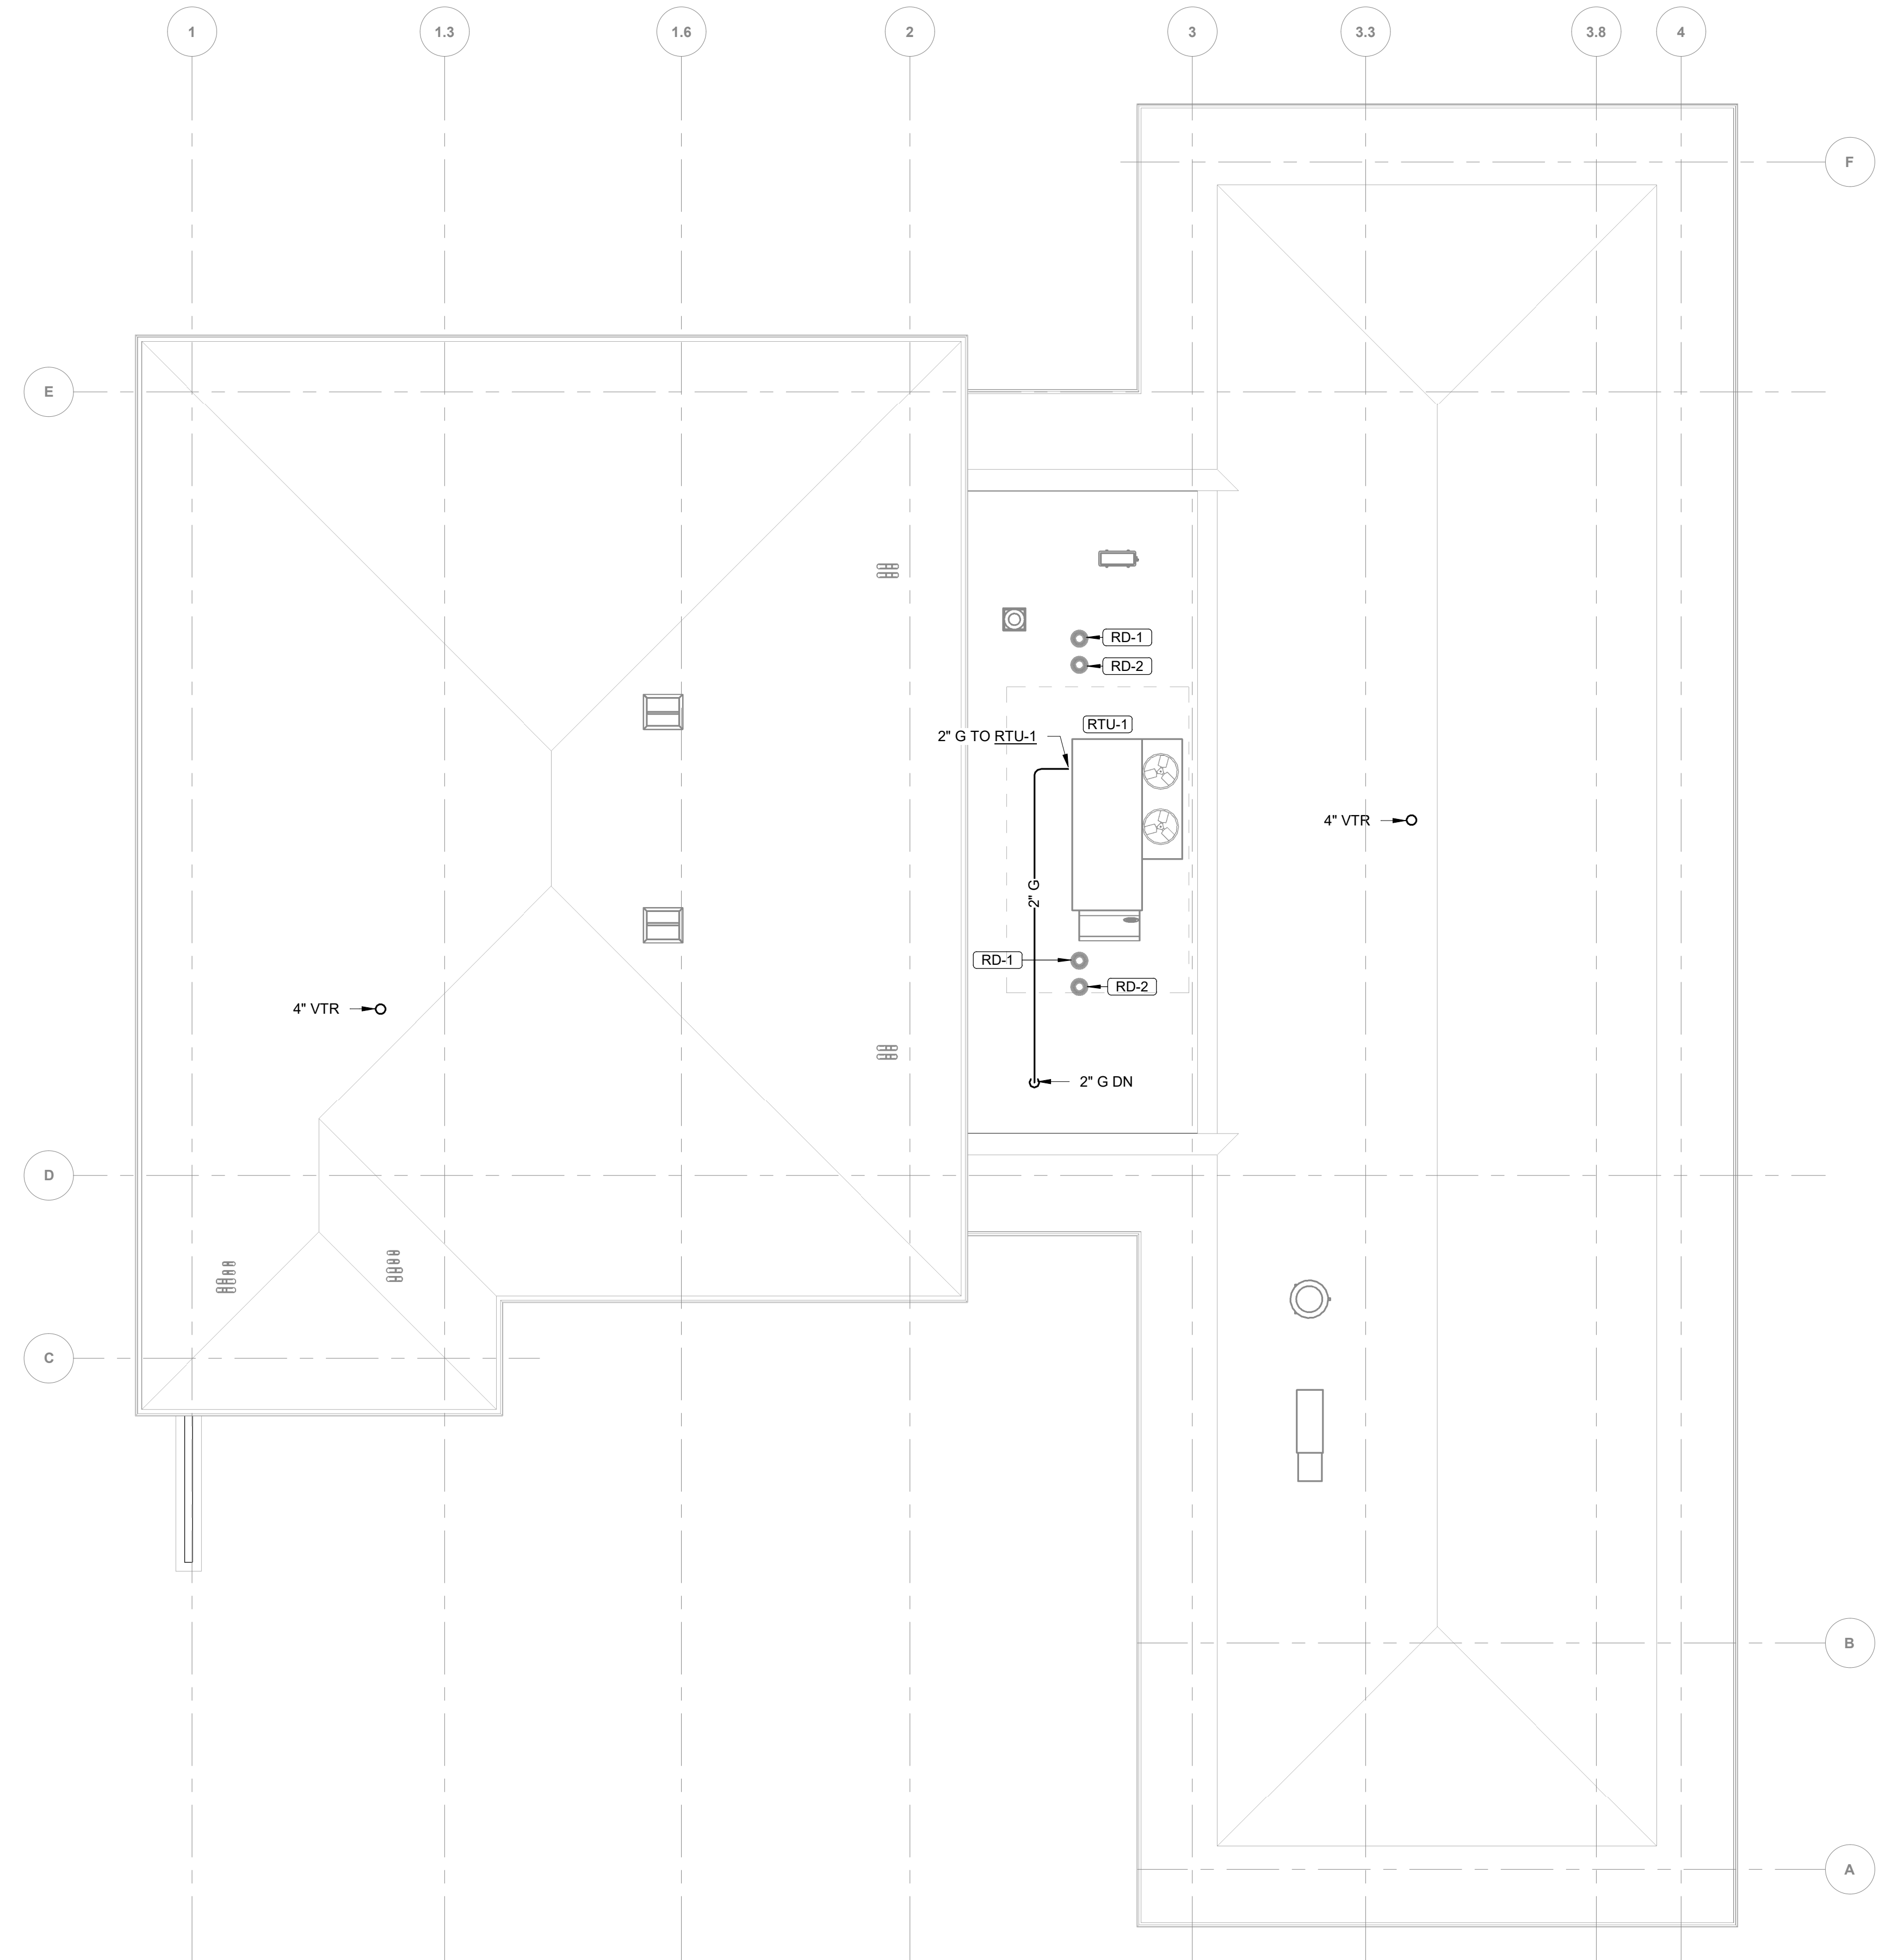 1
1.3
1.6
2
3
3.3
3.8
4
F
E
RD-1
RD-2
RTU-1
2" G TO RTU-1
4" VTR
2" G
RD-1
RD-2
4" VTR
2" G DN
D
C
B
A